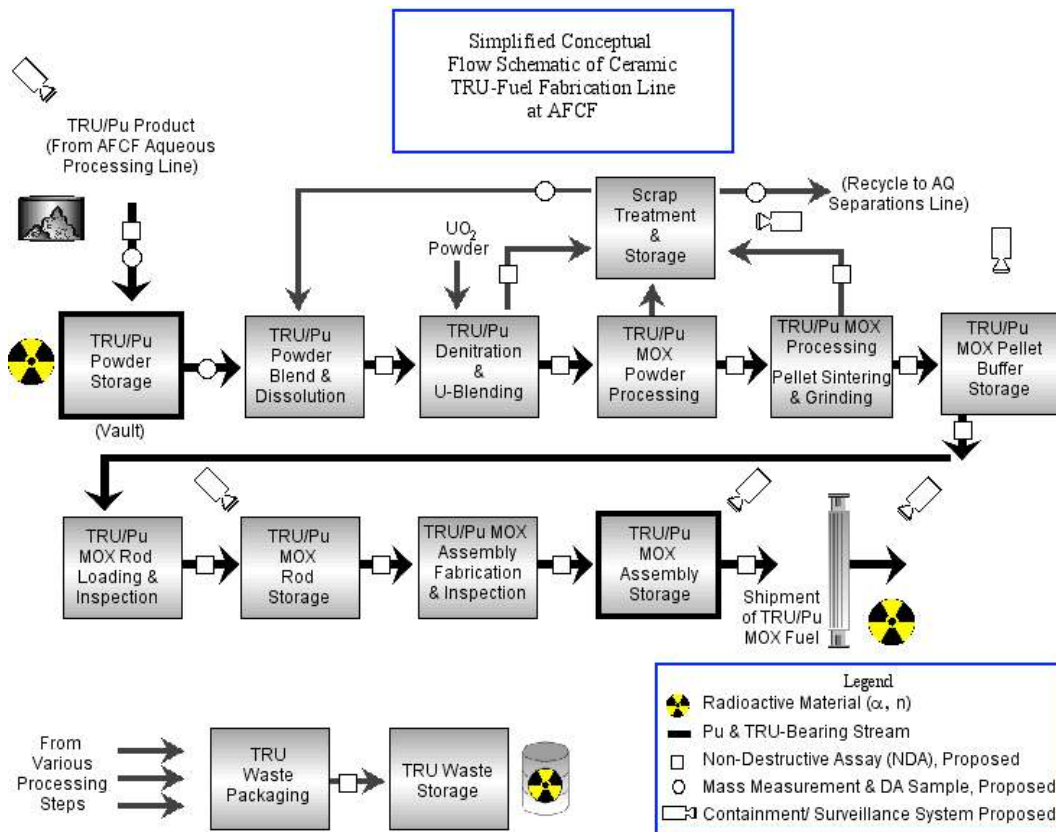 Simplified Conceptual
Flow Schematic of Ceramic
TRU-Fuel Fabrication Line
at AFCF
TRU/Pu Product
(From AFCF Aqueous
Processing Line)
UO₂
Powder
Scrap
Treatment
&
Storage
(Recycle to AQ
Separations Line)
TRU/Pu
Powder
Storage
(Vault)
TRU/Pu
Powder
Blend &
Dissolution
TRU/Pu
Denitration
&
U-Blending
TRU/Pu
MOX
Powder
Processing
TRU/Pu MOX
Processing
Pellet Sintering
& Grinding
TRU/Pu
MOX Pellet
Buffer
Storage
TRU/Pu
MOX Rod
Loading &
Inspection
TRU/Pu
MOX
Rod
Storage
TRU/Pu MOX
Assembly
Fabrication
& Inspection
TRU/Pu
MOX
Assembly
Storage
Shipment
of TRU/Pu
MOX Fuel
From
Various
Processing
Steps
TRU
Waste
Packaging
TRU Waste
Storage
Legend
Radioactive Material (α, n)
Pu & TRU-Bearing Stream
Non-Destructive Assay (NDA), Proposed
Mass Measurement & DA Sample, Proposed
Containment/ Surveillance System Proposed